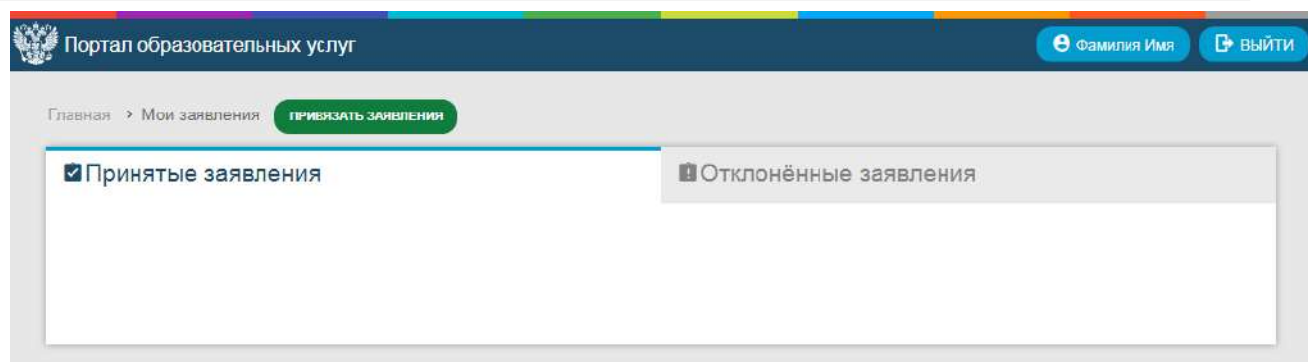 Портал образовательных услуг
Фамилия Имя
ВЫЙТИ
Главная > Мои заявления
ПРИВЯЗАТЬ ЗАЯВЛЕНИЯ
Принятые заявления
Отклонённые заявления